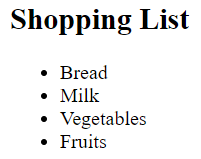 Shopping List
• Bread
• Milk
• Vegetables
• Fruits